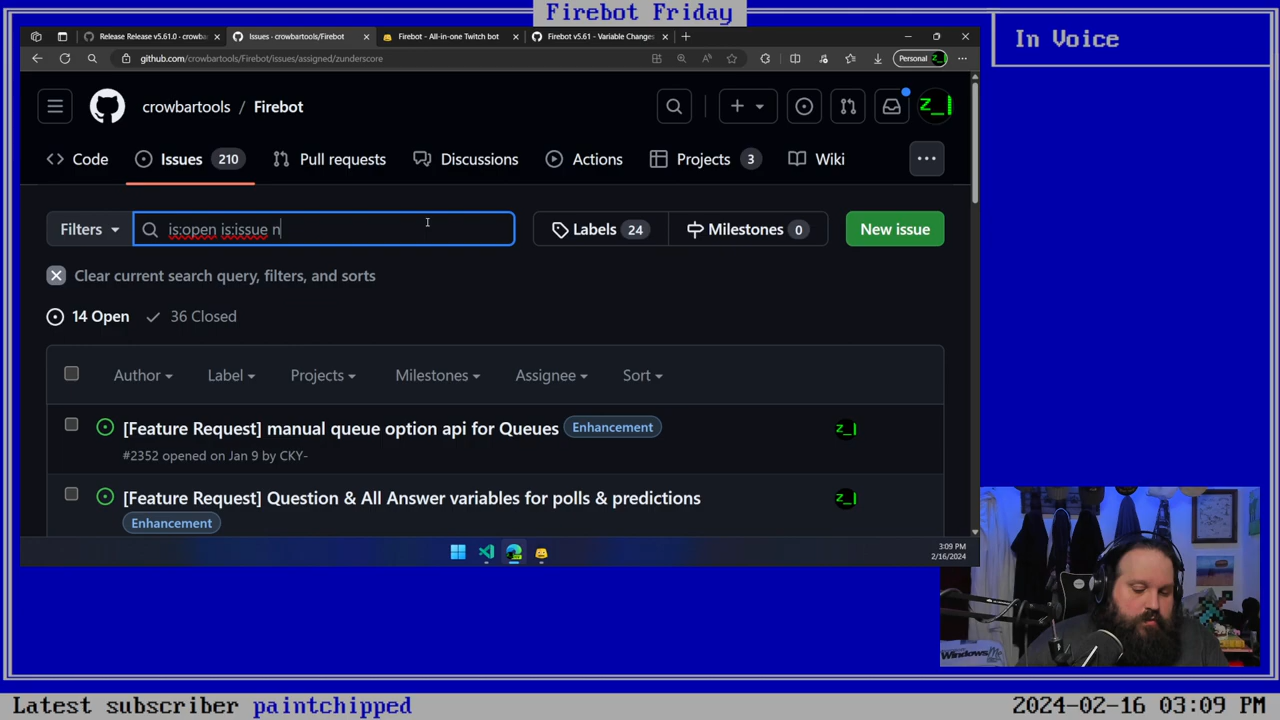 Firebot Friday
In Voice
Release Release v5.61.0 · crowba
Issues · crowbartools/Firebot
Firebot - All-in-one Twitch bot
Firebot v5.61 - Variable Changes
github.com/crowbartools/Firebot/issues/assigned/zunderscore
Personal
crowbartools / Firebot
Code
Issues 210
Pull requests
Discussions
Actions
Projects 3
Wiki
Filters
is:open is:issue n
Labels 24
Milestones 0
New issue
Clear current search query, filters, and sorts
14 Open
36 Closed
Author
Label
Projects
Milestones
Assignee
Sort
[Feature Request] manual queue option api for Queues Enhancement
#2352 opened on Jan 9 by CKY-
[Feature Request] Question & All Answer variables for polls & predictions
Enhancement
3:09 PM
2/16/2024
Latest subscriber paintchipped
2024-02-16 03:09 PM